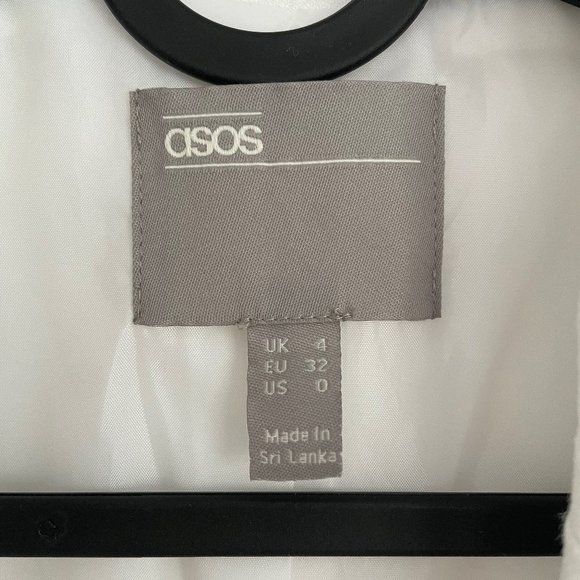 asos
UK 4
EU 32
US 0
Made In
Sri Lanka